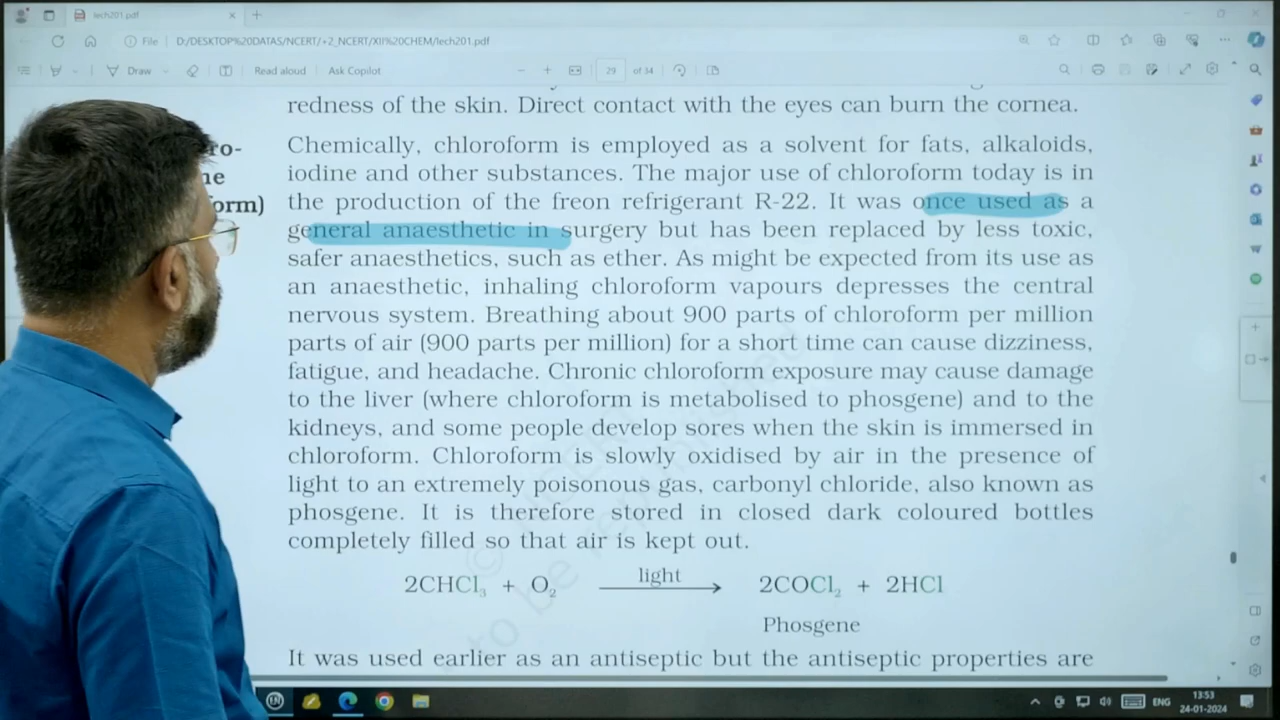 lech201.pdf
File D:/DESKTOP%20DATAS/NCERT/+2_NCERT/XII%20CHEM/lech201.pdf
Draw Read aloud Ask Copilot 29 of 34
redness of the skin. Direct contact with the eyes can burn the cornea.
ro-
ne
orm)
Chemically, chloroform is employed as a solvent for fats, alkaloids,
iodine and other substances. The major use of chloroform today is in
the production of the freon refrigerant R-22. It was once used as a
general anaesthetic in surgery but has been replaced by less toxic,
safer anaesthetics, such as ether. As might be expected from its use as
an anaesthetic, inhaling chloroform vapours depresses the central
nervous system. Breathing about 900 parts of chloroform per million
parts of air (900 parts per million) for a short time can cause dizziness,
fatigue, and headache. Chronic chloroform exposure may cause damage
to the liver (where chloroform is metabolised to phosgene) and to the
kidneys, and some people develop sores when the skin is immersed in
chloroform. Chloroform is slowly oxidised by air in the presence of
light to an extremely poisonous gas, carbonyl chloride, also known as
phosgene. It is therefore stored in closed dark coloured bottles
completely filled so that air is kept out.
2CHCl₃ + O₂ light → 2COCl₂ + 2HCl
Phosgene
It was used earlier as an antiseptic but the antiseptic properties are
ENG 13:53
24-01-2024